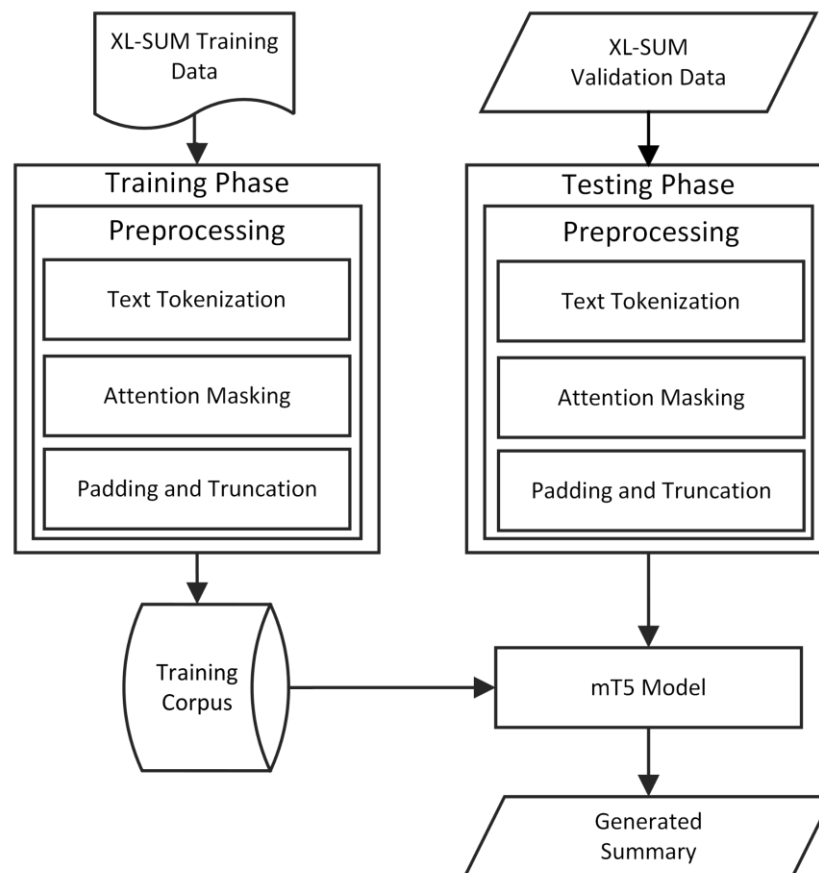 XL-SUM Training
Data
Training Phase
Preprocessing
Text Tokenization
Attention Masking
Padding and Truncation
Training
Corpus
XL-SUM
Validation Data
Testing Phase
Preprocessing
Text Tokenization
Attention Masking
Padding and Truncation
mT5 Model
Generated
Summary